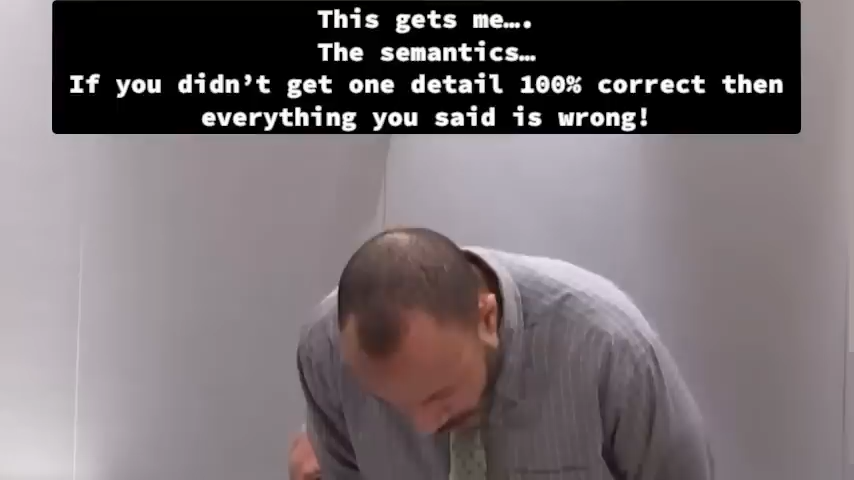 This gets me….
The semantics…
If you didn’t get one detail 100% correct then
everything you said is wrong!